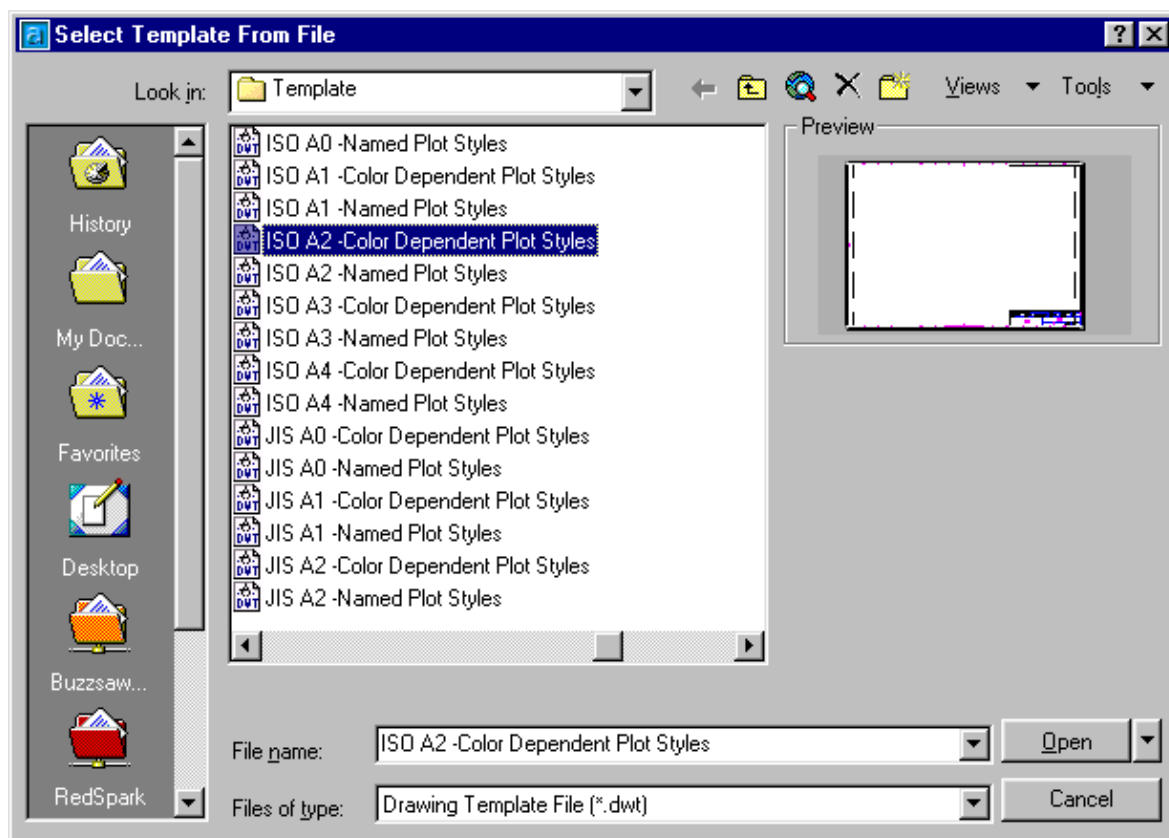 Select Template From File
Look in:
Template
Views
Tools
History
My Doc...
Favorites
Desktop
Buzzsaw...
RedSpark
ISO A0 -Named Plot Styles
ISO A1 -Color Dependent Plot Styles
ISO A1 -Named Plot Styles
ISO A2 -Color Dependent Plot Styles
ISO A2 -Named Plot Styles
ISO A3 -Color Dependent Plot Styles
ISO A3 -Named Plot Styles
ISO A4 -Color Dependent Plot Styles
ISO A4 -Named Plot Styles
JIS A0 -Color Dependent Plot Styles
JIS A0 -Named Plot Styles
JIS A1 -Color Dependent Plot Styles
JIS A1 -Named Plot Styles
JIS A2 -Color Dependent Plot Styles
JIS A2 -Named Plot Styles
Preview
File name:
ISO A2 -Color Dependent Plot Styles
Open
Files of type:
Drawing Template File (*.dwt)
Cancel